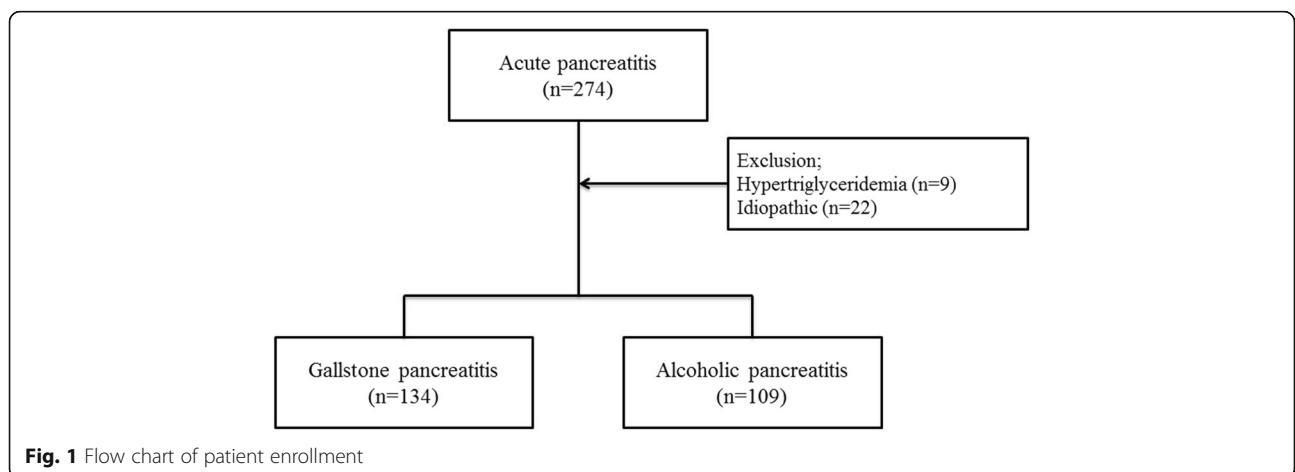 Acute pancreatitis
(n=274)
Exclusion;
Hypertriglyceridemia (n=9)
Idiopathic (n=22)
Gallstone pancreatitis
(n=134)
Alcoholic pancreatitis
(n=109)
Fig. 1 Flow chart of patient enrollment